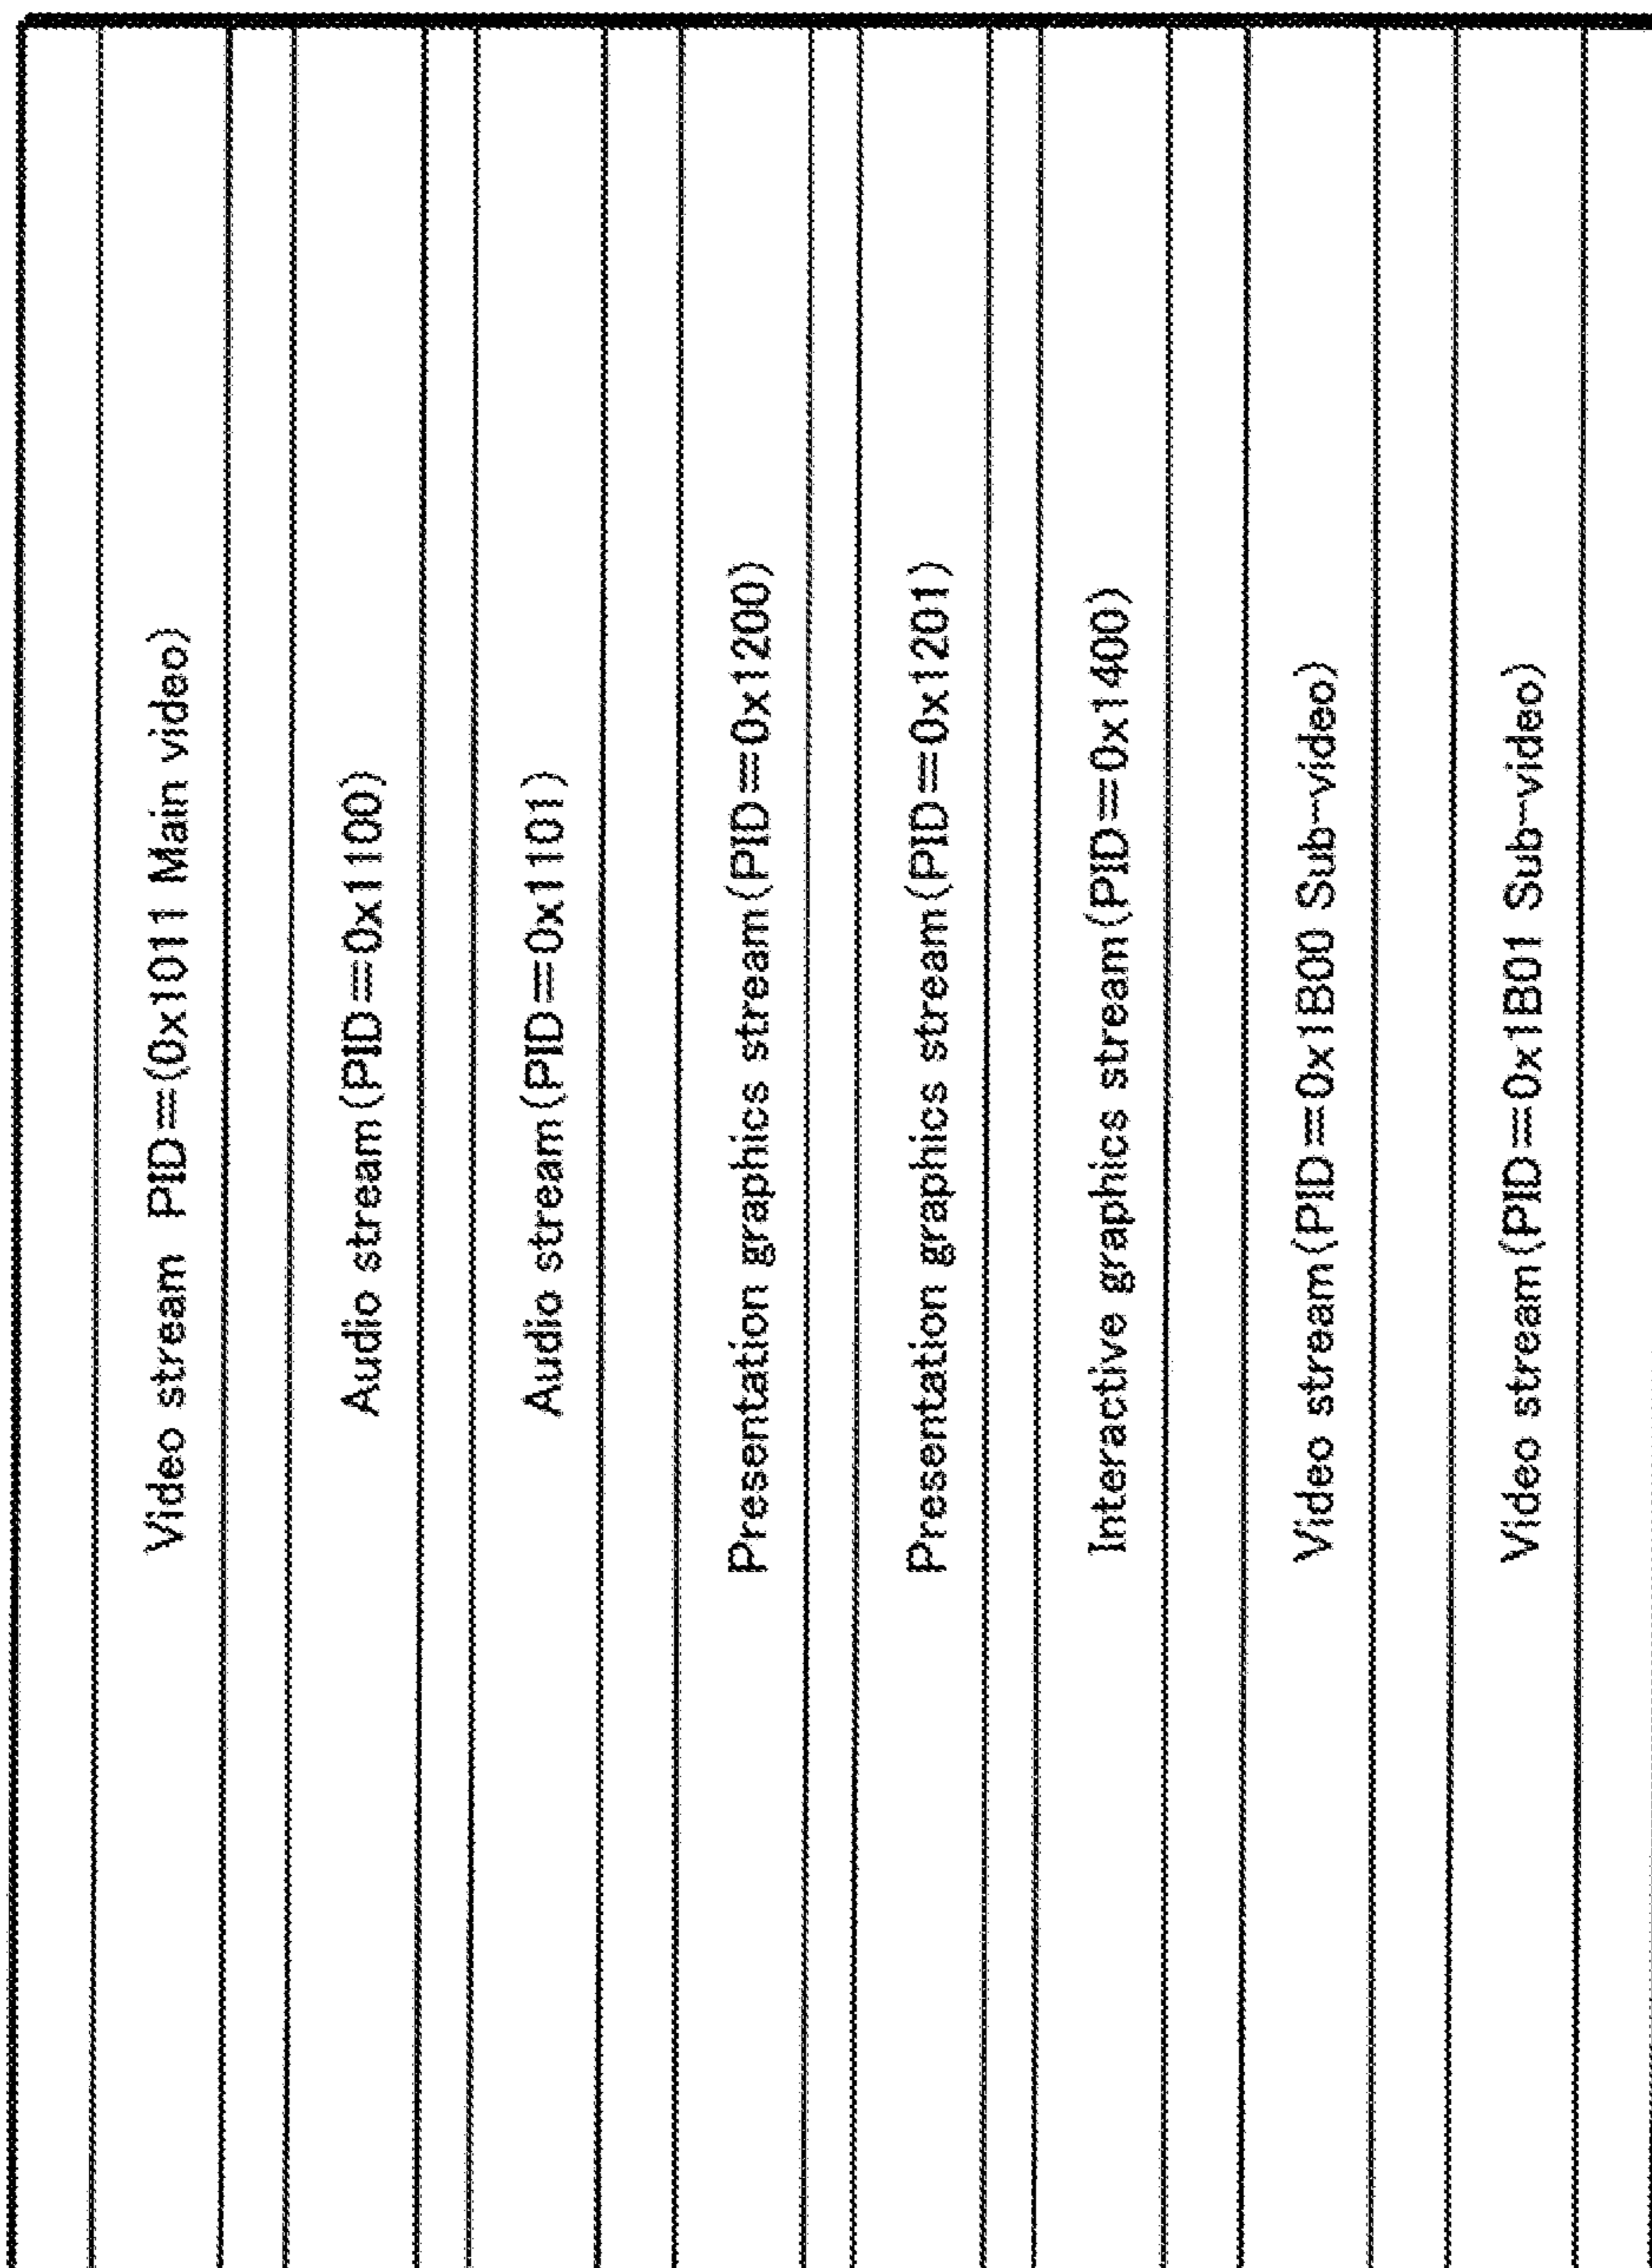 Video stream PID=(0x1011 Main video)
Audio stream(PID=0x1100)
Audio stream(PID=0x1101)
Presentation graphics stream(PID=0x1200)
Presentation graphics stream(PID=0x1201)
Interactive graphics stream(PID=0x1400)
Video stream(PID=0x1B00 Sub-video)
Video stream(PID=0x1B01 Sub-video)